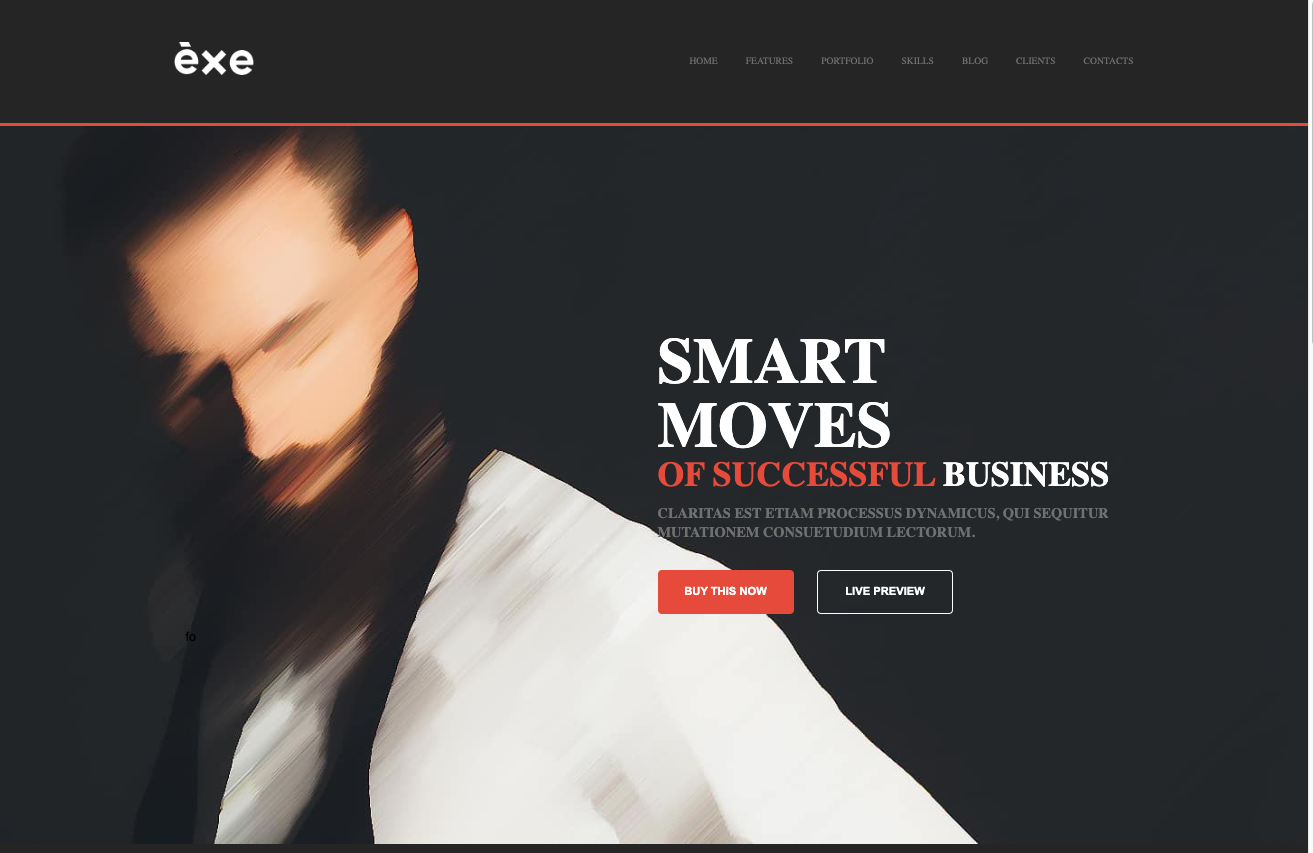 èxe
HOME FEATURES PORTFOLIO SKILLS BLOG CLIENTS CONTACTS
SMART
MOVES
OF SUCCESSFUL BUSINESS
CLARITAS EST ETIAM PROCESSUS DYNAMICUS, QUI SEQUITUR
MUTATIONEM CONSUETUDIUM LECTORUM.
BUY THIS NOW LIVE PREVIEW
fo